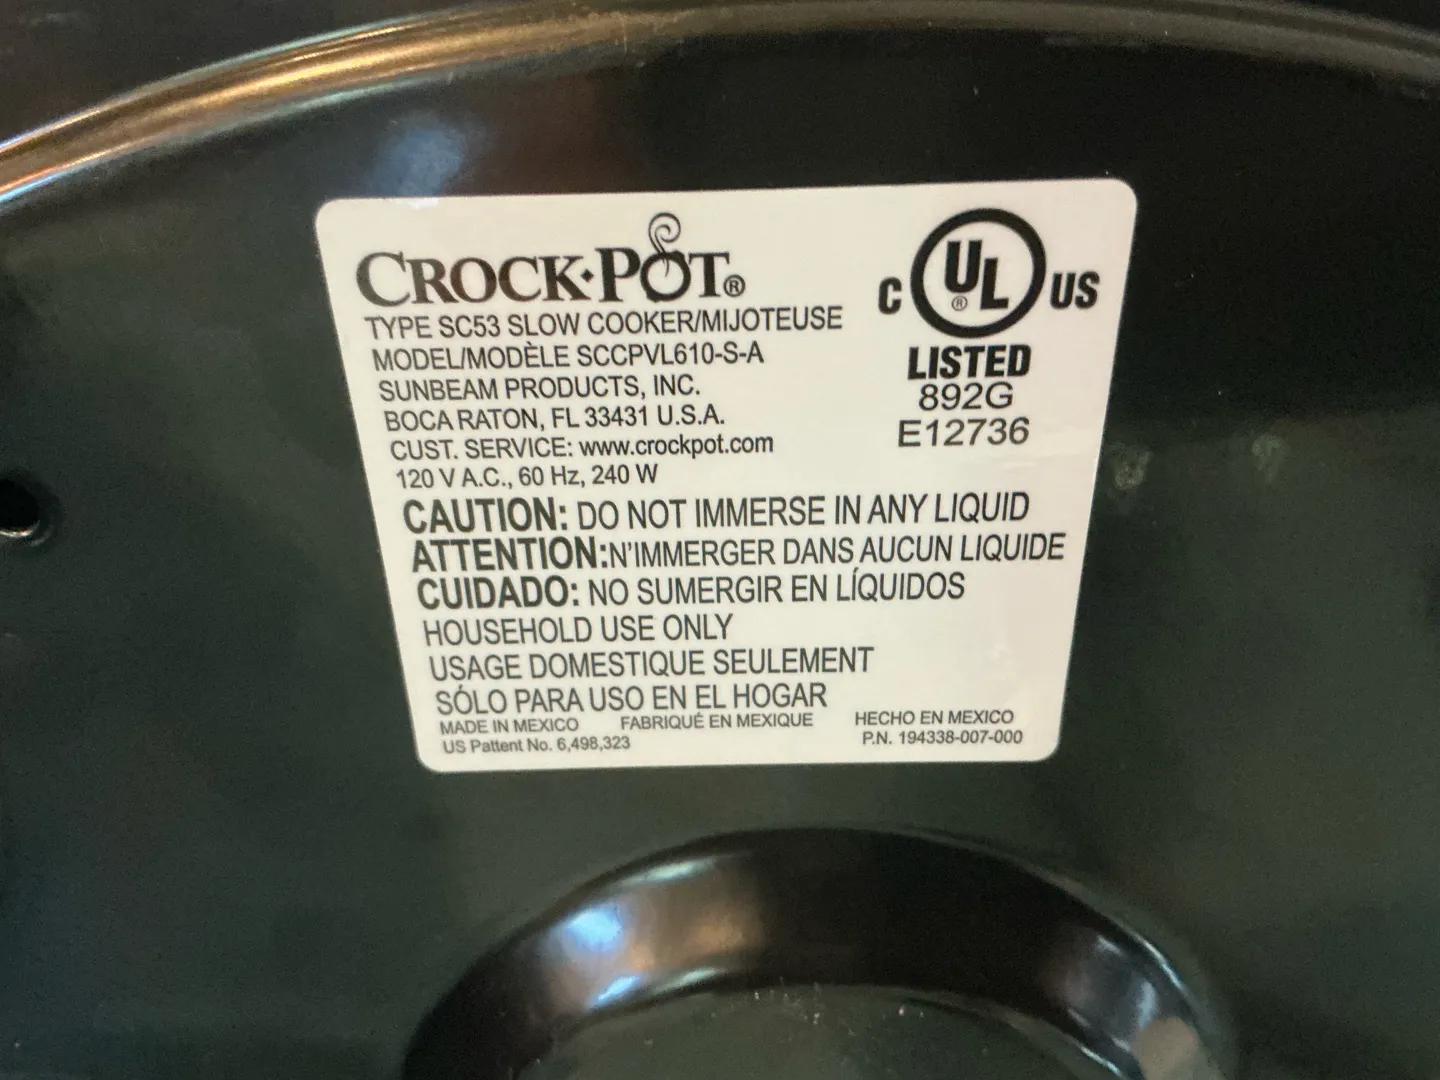 CROCK·POT®
TYPE SC53 SLOW COOKER/MIJOTEUSE
MODEL/MODÈLE SCCPVL610-S-A
SUNBEAM PRODUCTS, INC.
BOCA RATON, FL 33431 U.S.A.
CUST. SERVICE: www.crockpot.com
120 V A.C., 60 Hz, 240 W
C UL® US
LISTED
892G
E12736
CAUTION: DO NOT IMMERSE IN ANY LIQUID
ATTENTION:N'IMMERGER DANS AUCUN LIQUIDE
CUIDADO: NO SUMERGIR EN LÍQUIDOS
HOUSEHOLD USE ONLY
USAGE DOMESTIQUE SEULEMENT
SÓLO PARA USO EN EL HOGAR
MADE IN MEXICO FABRIQUÉ EN MEXIQUE HECHO EN MEXICO
US Pattent No. 6,498,323 P.N. 194338-007-000